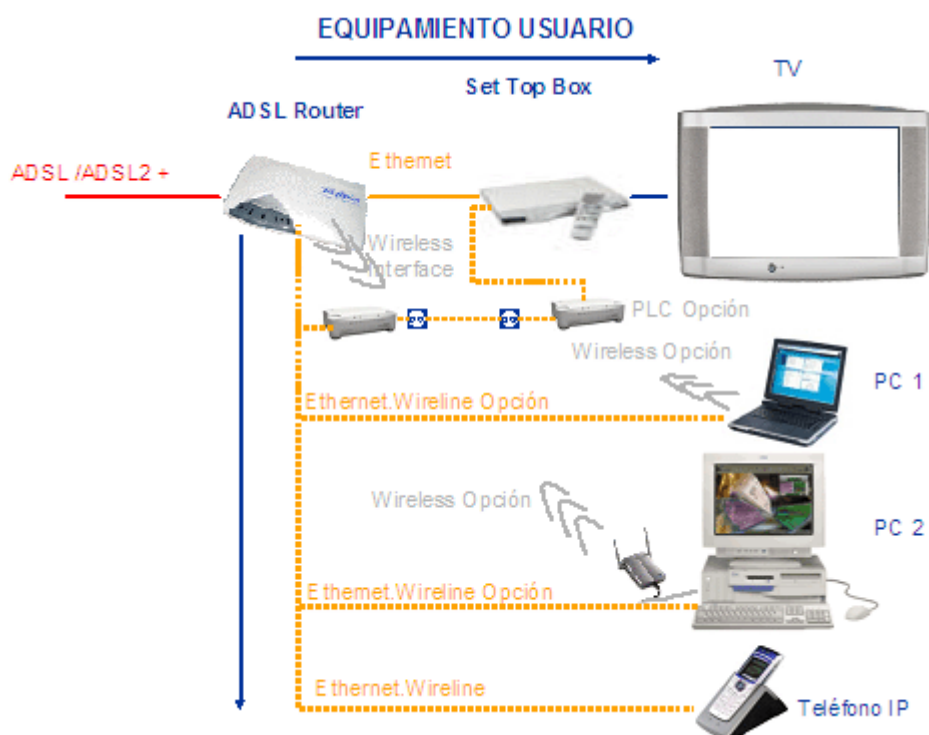 EQUIPAMIENTO USUARIO
TV
Set Top Box
ADSL Router
Ethernet
ADSL /ADSL2 +
Wireless
Interface
PLC Opción
Wireless Opción
PC 1
Ethernet.Wireline Opción
Wireless Opción
PC 2
Ethernet.Wireline Opción
Ethernet.Wireline
Teléfono IP